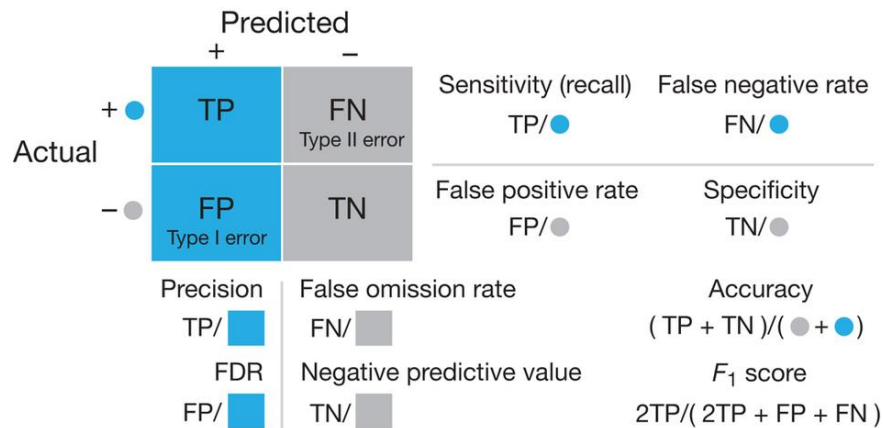 Predicted
+ −
Actual
+ TP FN
Type II error
− FP TN
Type I error
Sensitivity (recall) False negative rate
TP/ FN/
False positive rate Specificity
FP/ TN/
Precision False omission rate Accuracy
TP/ FN/ ( TP + TN )/( + )
FDR Negative predictive value F1 score
FP/ TN/ 2TP/( 2TP + FP + FN )